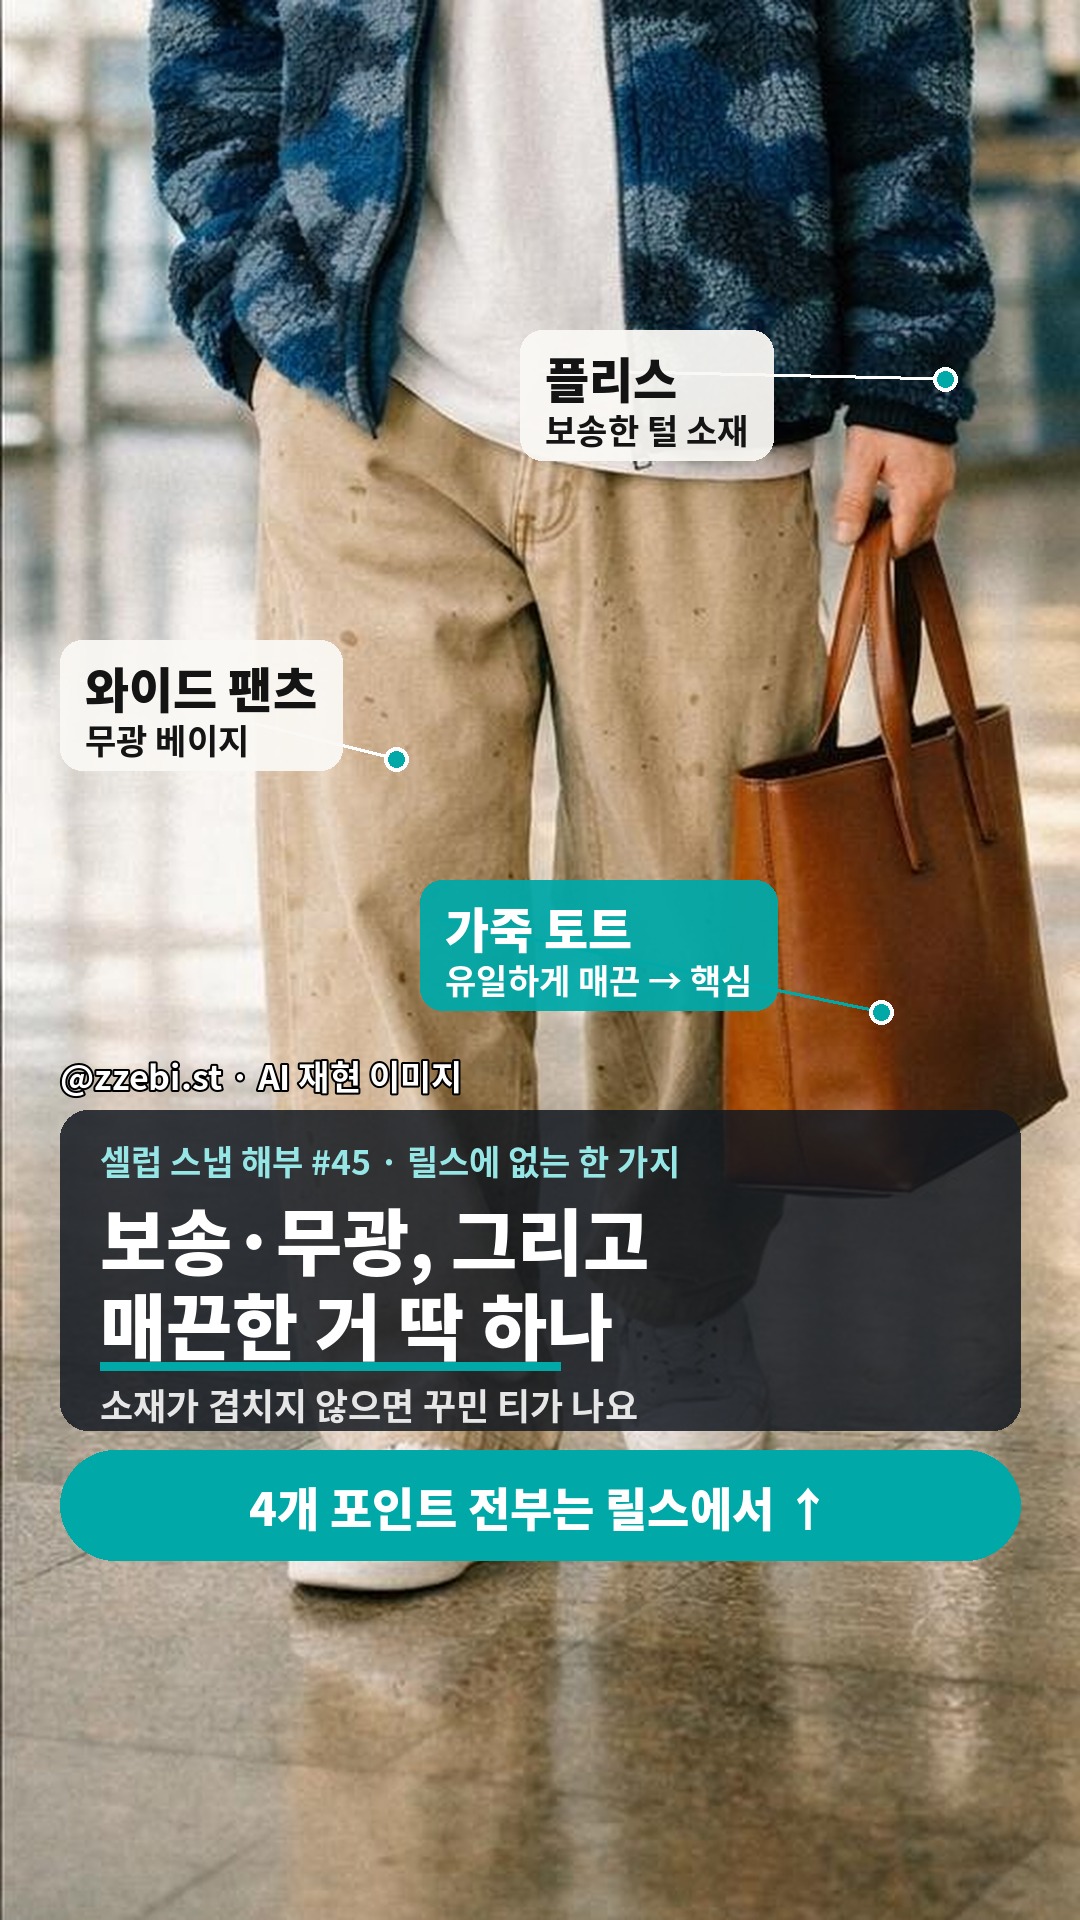 플리스
보송한 털 소재
와이드 팬츠
무광 베이지
가죽 토트
유일하게 매끈 → 핵심
@zzebi.st · AI 재현 이미지
셀럽 스냅 해부 #45 · 릴스에 없는 한 가지
보송·무광, 그리고
매끈한 거 딱 하나
소재가 겹치지 않으면 꾸민 티가 나요
4개 포인트 전부는 릴스에서 ↑